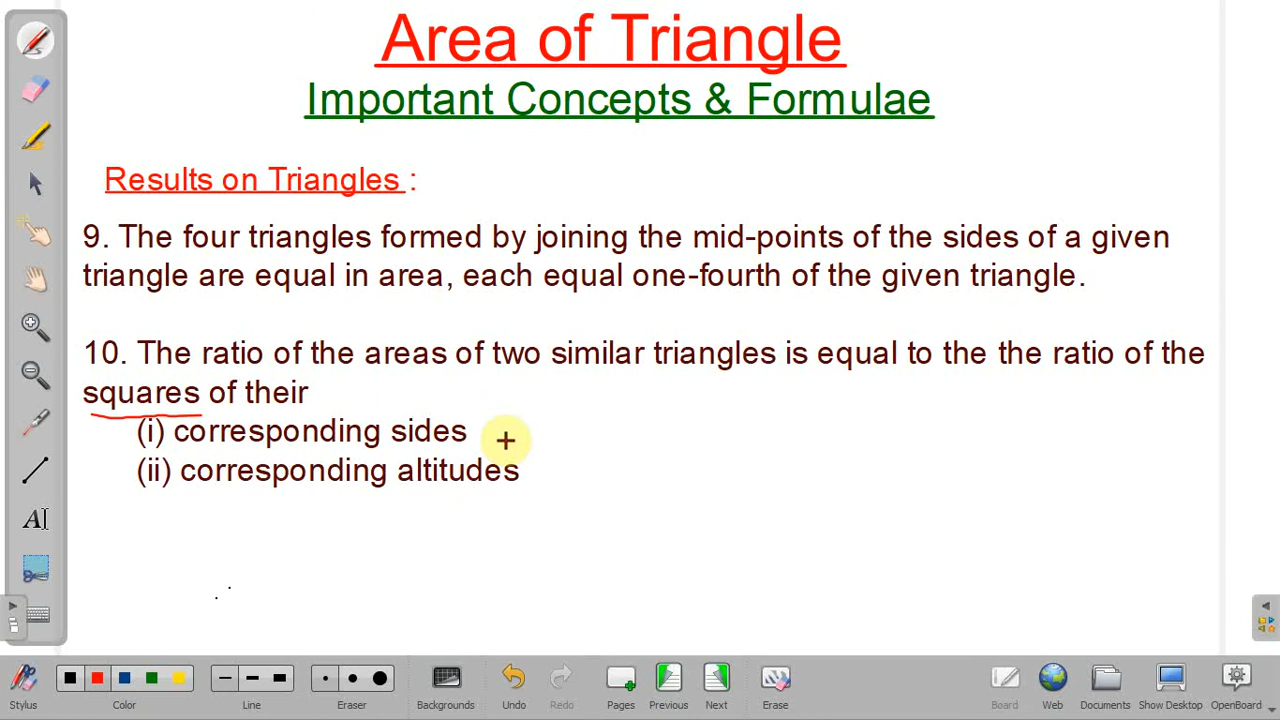 Area of Triangle
Important Concepts & Formulae
Results on Triangles :
9. The four triangles formed by joining the mid-points of the sides of a given
triangle are equal in area, each equal one-fourth of the given triangle.
10. The ratio of the areas of two similar triangles is equal to the the ratio of the
squares of their
(i) corresponding sides
(ii) corresponding altitudes
Stylus
Color
Line
Eraser
Backgrounds
Undo
Redo
Pages
Previous
Next
Erase
Board
Web
Documents
Show Desktop
OpenBoard